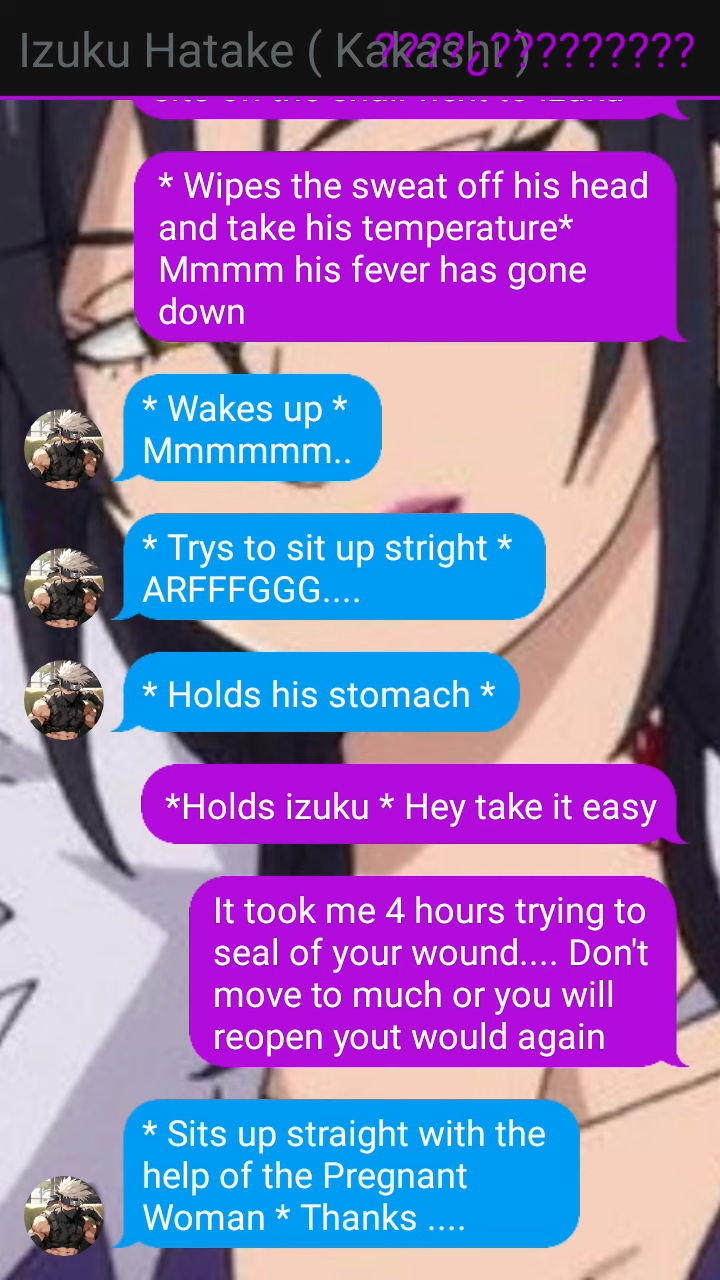 Izuku Hatake ( Kakashi )
????¿?????????
* Wipes the sweat off his head
and take his temperature*
Mmmm his fever has gone
down
* Wakes up *
Mmmmmm..
* Trys to sit up stright *
ARFFFGGG....
* Holds his stomach *
*Holds izuku * Hey take it easy
It took me 4 hours trying to
seal of your wound.... Don't
move to much or you will
reopen yout would again
* Sits up straight with the
help of the Pregnant
Woman * Thanks ....